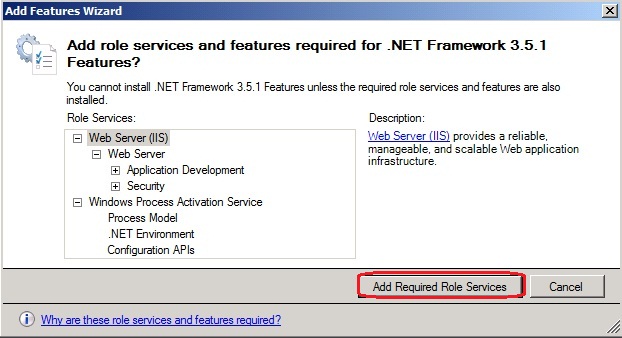 Add Features Wizard
Add role services and features required for .NET Framework 3.5.1
Features?
You cannot install .NET Framework 3.5.1 Features unless the required role services and features are also
installed.
Role Services:
Web Server (IIS)
Web Server
Application Development
Security
Windows Process Activation Service
Process Model
.NET Environment
Configuration APIs
Description:
Web Server (IIS) provides a reliable,
manageable, and scalable Web application
infrastructure.
Add Required Role Services
Cancel
Why are these role services and features required?